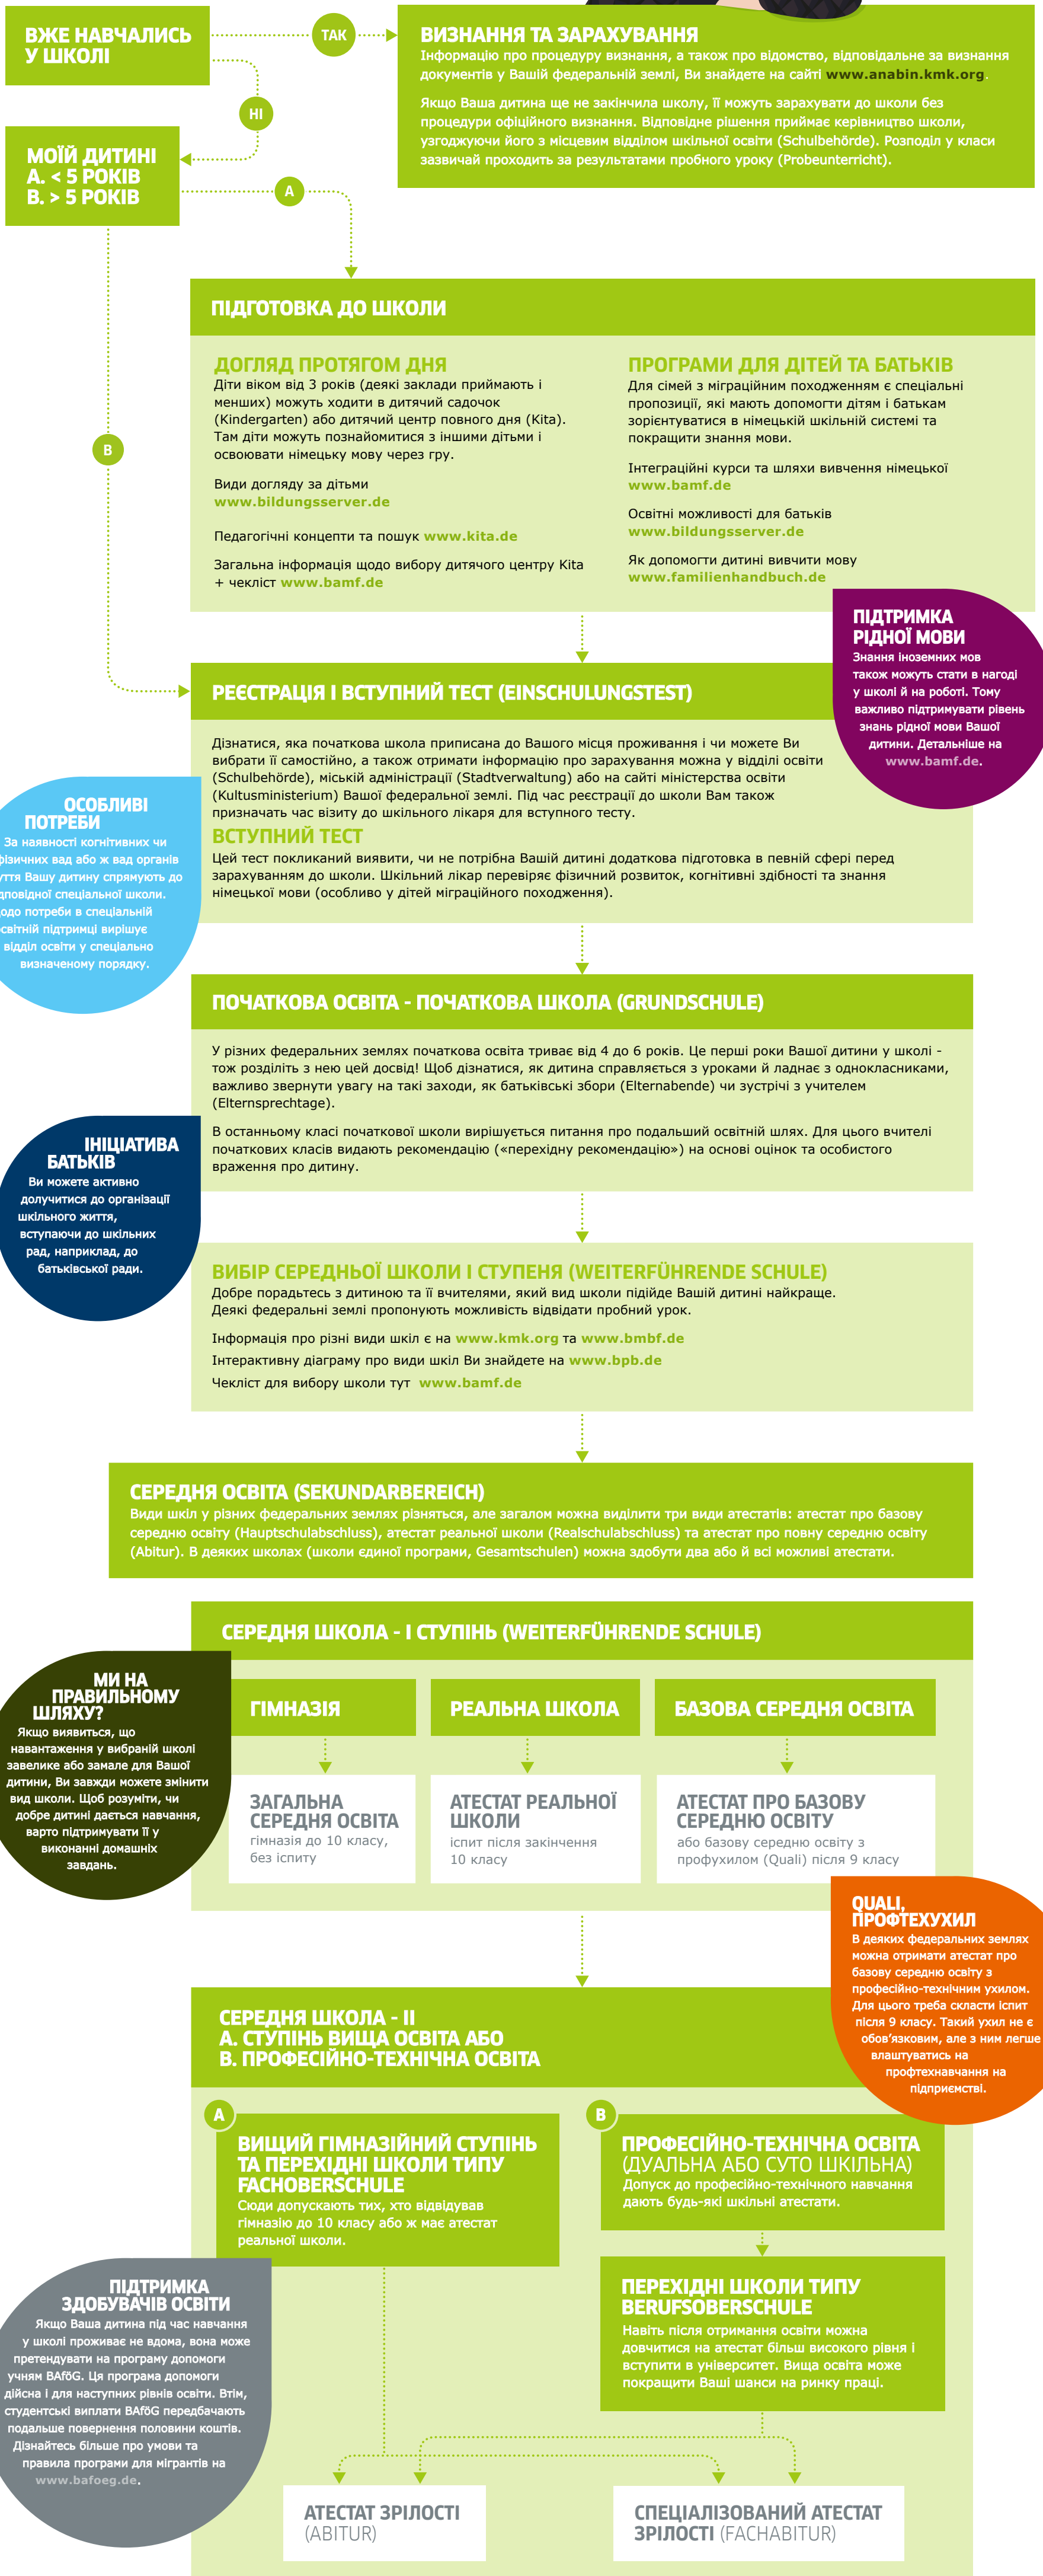 ВЖЕ НАВЧАЛИСЬ
У ШКОЛІ
ТАК
НІ
ВИЗНАННЯ ТА ЗАРАХУВАННЯ
Інформацію про процедуру визнання, а також про відомство, відповідальне за визнання
документів у Вашій федеральній землі, Ви знайдете на сайті www.anabin.kmk.org.
Якщо Ваша дитина ще не закінчила школу, її можуть зарахувати до школи без
процедури офіційного визнання. Відповідне рішення приймає керівництво школи,
узгоджуючи його з місцевим відділом шкільної освіти (Schulbehörde). Розподіл у класи
зазвичай проходить за результатами пробного уроку (Probeunterricht).
МОЇЙ ДИТИНІ
A. < 5 РОКІВ
B. > 5 РОКІВ
A
B
ПІДГОТОВКА ДО ШКОЛИ
ДОГЛЯД ПРОТЯГОМ ДНЯ
Діти віком від 3 років (деякі заклади приймають і
менших) можуть ходити в дитячий садочок
(Kindergarten) або дитячий центр повного дня (Kita).
Там діти можуть познайомитися з іншими дітьми і
освоювати німецьку мову через гру.
Види догляду за дітьми
www.bildungsserver.de
Педагогічні концепти та пошук www.kita.de
Загальна інформація щодо вибору дитячого центру Kita
+ чекліст www.bamf.de
ПРОГРАМИ ДЛЯ ДІТЕЙ ТА БАТЬКІВ
Для сімей з міграційним походженням є спеціальні
пропозиції, які мають допомогти дітям і батькам
зорієнтуватися в німецькій шкільній системі та
покращити знання мови.
Інтеграційні курси та шляхи вивчення німецької
www.bamf.de
Освітні можливості для батьків
www.bildungsserver.de
Як допомогти дитині вивчити мову
www.familienhandbuch.de
ПІДТРИМКА
РІДНОЇ МОВИ
Знання іноземних мов
також можуть стати в нагоді
у школі й на роботі. Тому
важливо підтримувати рівень
знань рідної мови Вашої
дитини. Детальніше на
www.bamf.de.
РЕЄСТРАЦІЯ І ВСТУПНИЙ ТЕСТ (EINSCHULUNGSTEST)
Дізнатися, яка початкова школа приписана до Вашого місця проживання і чи можете Ви
вибрати її самостійно, а також отримати інформацію про зарахування можна у відділі освіти
(Schulbehörde), міській адміністрації (Stadtverwaltung) або на сайті міністерства освіти
(Kultusministerium) Вашої федеральної землі. Під час реєстрації до школи Вам також
призначать час візиту до шкільного лікаря для вступного тесту.
ВСТУПНИЙ ТЕСТ
Цей тест покликаний виявити, чи не потрібна Вашій дитині додаткова підготовка в певній сфері перед
зарахуванням до школи. Шкільний лікар перевіряє фізичний розвиток, когнітивні здібності та знання
німецької мови (особливо у дітей міграційного походження).
ОСОБЛИВІ
ПОТРЕБИ
За наявності когнітивних чи
фізичних вад або ж вад органів
уття Вашу дитину спрямують до
дповідної спеціальної школи.
одо потреби в спеціальній
світній підтримці вирішує
відділ освіти у спеціально
визначеному порядку.
ПОЧАТКОВА ОСВІТА - ПОЧАТКОВА ШКОЛА (GRUNDSCHULE)
У різних федеральних землях початкова освіта триває від 4 до 6 років. Це перші роки Вашої дитини у школі -
тож розділіть з нею цей досвід! Щоб дізнатися, як дитина справляється з уроками й ладнає з однокласниками,
важливо звернути увагу на такі заходи, як батьківські збори (Elternabende) чи зустрічі з учителем
(Elternsprechtage).
В останньому класі початкової школи вирішується питання про подальший освітній шлях. Для цього вчителі
початкових класів видають рекомендацію («перехідну рекомендацію») на основі оцінок та особистого
враження про дитину.
ІНІЦІАТИВА
БАТЬКІВ
Ви можете активно
долучитися до організації
шкільного життя,
вступаючи до шкільних
рад, наприклад, до
батьківської ради.
ВИБІР СЕРЕДНЬОЇ ШКОЛИ І СТУПЕНЯ (WEITERFÜHRENDE SCHULE)
Добре порадьтесь з дитиною та її вчителями, який вид школи підійде Вашій дитині найкраще.
Деякі федеральні землі пропонують можливість відвідати пробний урок.
Інформація про різні види шкіл є на www.kmk.org та www.bmbf.de
Інтерактивну діаграму про види шкіл Ви знайдете на www.bpb.de
Чекліст для вибору школи тут www.bamf.de
СЕРЕДНЯ ОСВІТА (SEKUNDARBEREICH)
Види шкіл у різних федеральних землях різняться, але загалом можна виділити три види атестатів: атестат про базову
середню освіту (Hauptschulabschluss), атестат реальної школи (Realschulabschluss) та атестат про повну середню освіту
(Abitur). В деяких школах (школи єдиної програми, Gesamtschulen) можна здобути два або й всі можливі атестати.
СЕРЕДНЯ ШКОЛА - І СТУПІНЬ (WEITERFÜHRENDE SCHULE)
МИ НА
ПРАВИЛЬНОМУ
ШЛЯХУ?
Якщо виявиться, що
навантаження у вибраній школі
завелике або замале для Вашої
дитини, Ви завжди можете змінити
вид школи. Щоб розуміти, чи
добре дитині дається навчання,
варто підтримувати її у
виконанні домашніх
завдань.
ГІМНАЗІЯ
РЕАЛЬНА ШКОЛА
БАЗОВА СЕРЕДНЯ ОСВІТА
ЗАГАЛЬНА
СЕРЕДНЯ ОСВІТА
гімназія до 10 класу,
без іспиту
АТЕСТАТ РЕАЛЬНОЇ
ШКОЛИ
іспит після закінчення
10 класу
АТЕСТАТ ПРО БАЗОВУ
СЕРЕДНЮ ОСВІТУ
або базову середню освіту з
профухилом (Quali) після 9 класу
QUALI,
ПРОФТЕХУХИЛ
В деяких федеральних землях
можна отримати атестат про
базову середню освіту з
професійно-технічним ухилом.
Для цього треба скласти іспит
після 9 класу. Такий ухил не є
обов'язковим, але з ним легше
влаштуватись на
профтехнавчання на
підприємстві.
СЕРЕДНЯ ШКОЛА - ІІ
А. СТУПІНЬ ВИЩА ОСВІТА АБО
В. ПРОФЕСІЙНО-ТЕХНІЧНА ОСВІТА
A
ВИЩИЙ ГІМНАЗІЙНИЙ СТУПІНЬ
ТА ПЕРЕХІДНІ ШКОЛИ ТИПУ
FACHOBERSCHULE
Сюди допускають тих, хто відвідував
гімназію до 10 класу або ж має атестат
реальної школи.
B
ПРОФЕСІЙНО-ТЕХНІЧНА ОСВІТА
(ДУАЛЬНА АБО СУТО ШКІЛЬНА)
Допуск до професійно-технічного навчання
дають будь-які шкільні атестати.
ПЕРЕХІДНІ ШКОЛИ ТИПУ
BERUFSOBERSCHULE
Навіть після отримання освіти можна
довчитися на атестат більш високого рівня і
вступити в університет. Вища освіта може
покращити Ваші шанси на ринку праці.
ПІДТРИМКА
ЗДОБУВАЧІВ ОСВІТИ
Якщо Ваша дитина під час навчання
у школі проживає не вдома, вона може
претендувати на програму допомоги
учням BAföG. Ця програма допомоги
дійсна і для наступних рівнів освіти. Втім,
студентські виплати BAföG передбачають
подальше повернення половини коштів.
Дізнайтесь більше про умови та
правила програми для мігрантів на
www.bafoeg.de.
АТЕСТАТ ЗРІЛОСТІ
(ABITUR)
СПЕЦІАЛІЗОВАНИЙ АТЕСТАТ
ЗРІЛОСТІ (FACHABITUR)